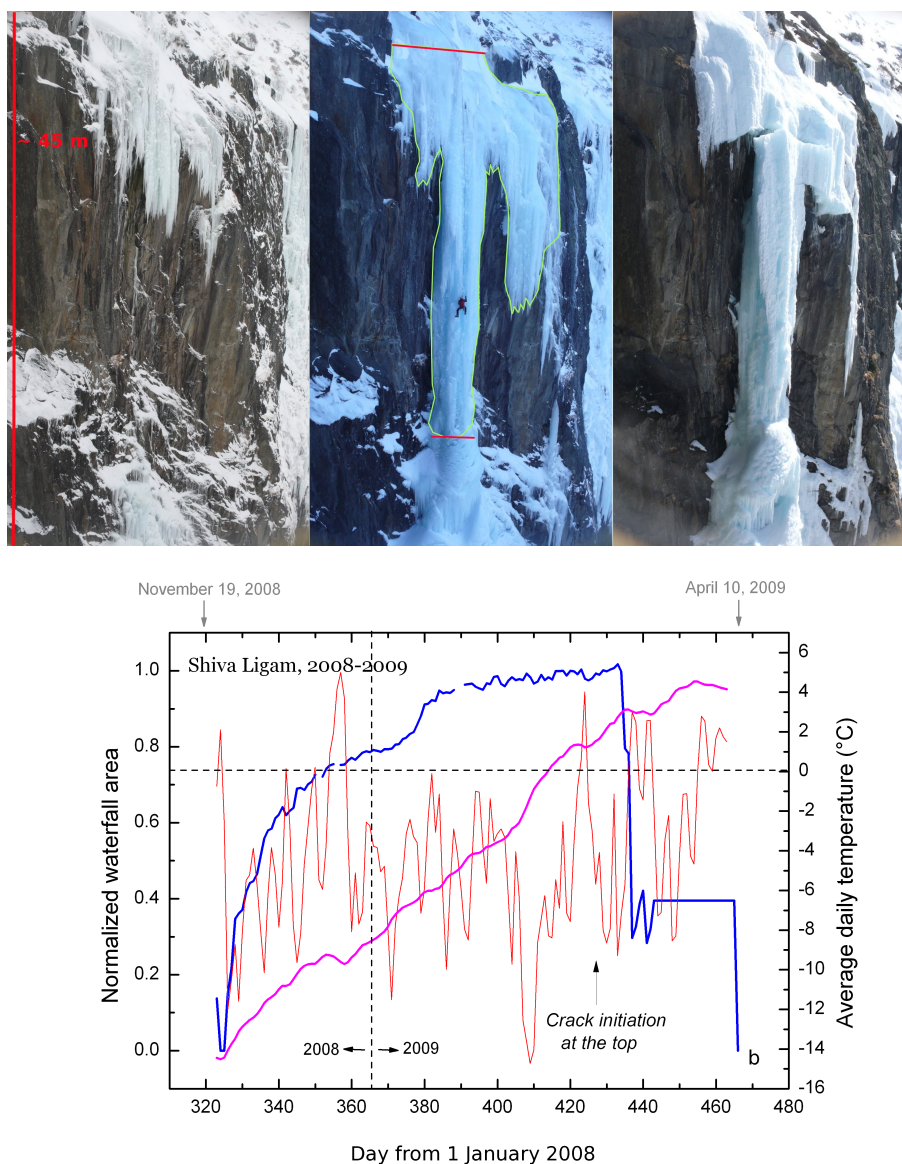 ~ 45 m
November 19, 2008
April 10, 2009
Shiva Ligam, 2008-2009
1.0
0.8
0.6
0.4
0.2
0.0
Normalized waterfall area
6
4
2
0
-2
-4
-6
-8
-10
-12
-14
-16
Average daily temperature (°C)
Crack initiation
at the top
2008
2009
b
320
340
360
380
400
420
440
460
480
Day from 1 January 2008